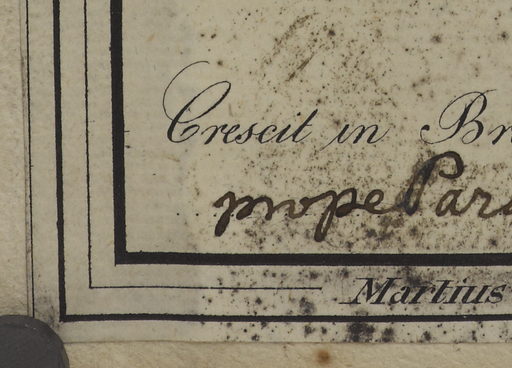 Crescit in
prope
Martius